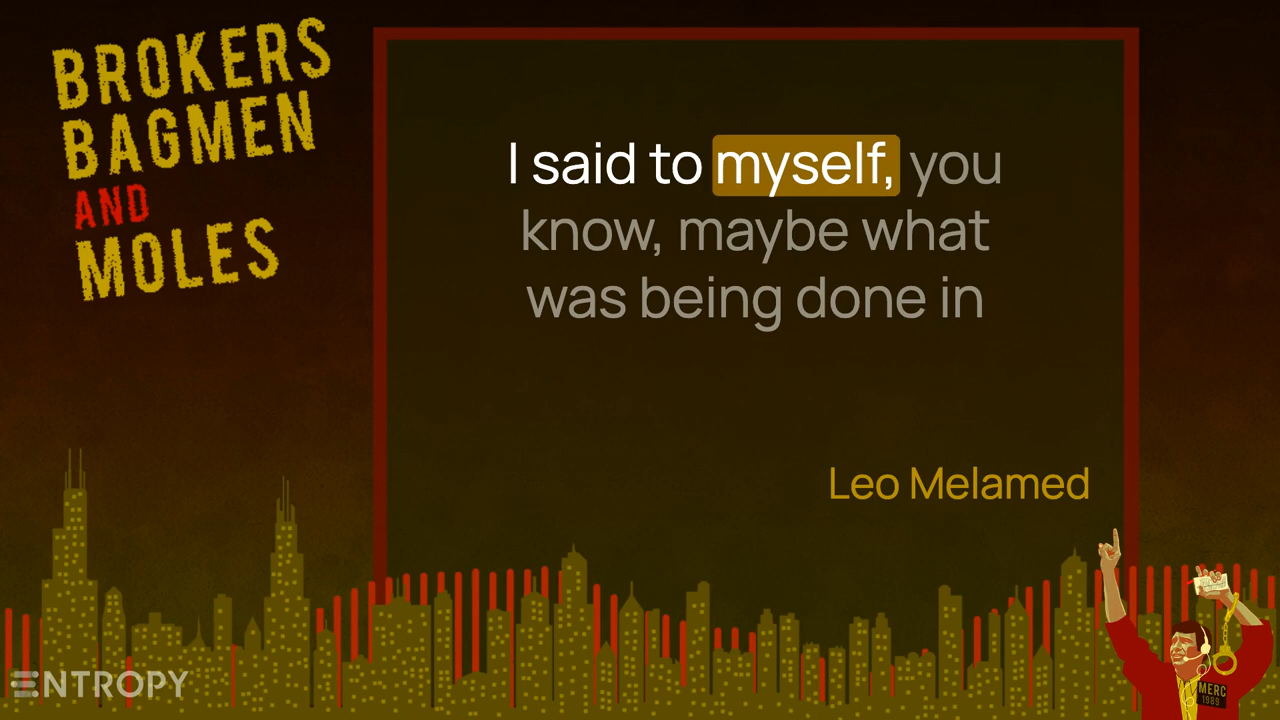 BROKERS
BAGMEN
AND
MOLES
I said to myself, you
know, maybe what
was being done in
Leo Melamed
ENTROPY
MERC
1989